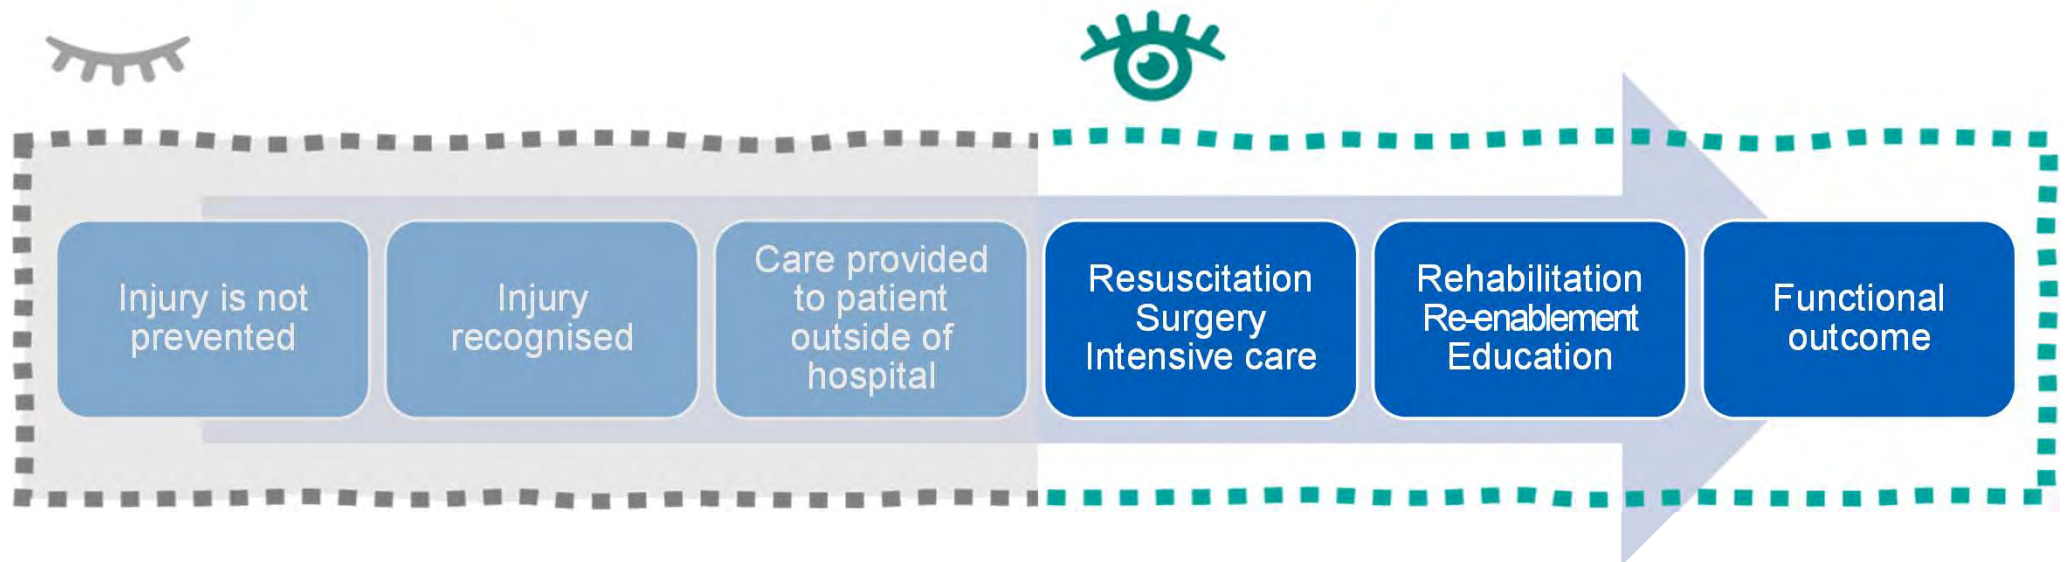 Injury is not
prevented
Injury
recognised
Care provided
to patient
outside of
hospital
Resuscitation
Surgery
Intensive care
Rehabilitation
Re-enablement
Education
Functional
outcome